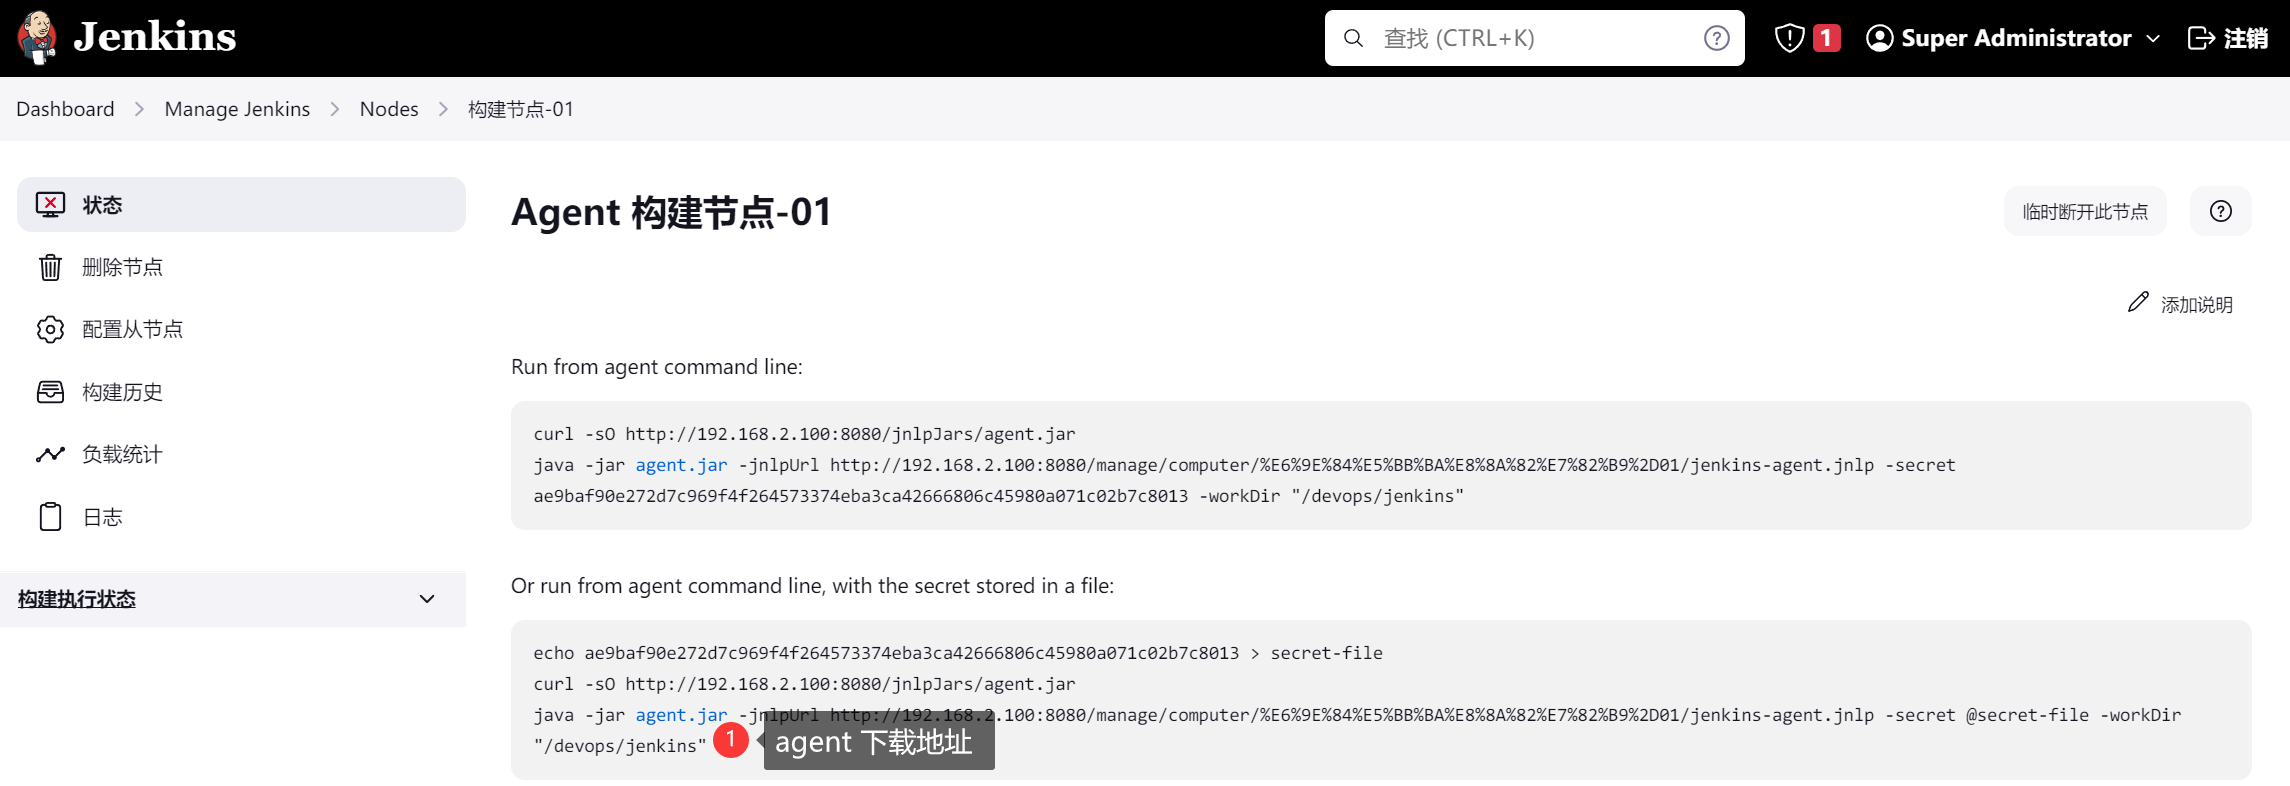 Jenkins
查找 (CTRL+K)
1
Super Administrator
注销
Dashboard > Manage Jenkins > Nodes > 构建节点-01
状态
删除节点
配置从节点
构建历史
负载统计
日志
构建执行状态
Agent 构建节点-01
临时断开此节点
添加说明
Run from agent command line:
curl -sO http://192.168.2.100:8080/jnlpJars/agent.jar
java -jar agent.jar -jnlpUrl http://192.168.2.100:8080/manage/computer/%E6%9E%84%E5%BB%BA%E8%8A%82%E7%82%B9%2D01/jenkins-agent.jnlp -secret
ae9baf90e272d7c969f4f264573374eba3ca42666806c45980a071c02b7c8013 -workDir "/devops/jenkins"
Or run from agent command line, with the secret stored in a file:
echo ae9baf90e272d7c969f4f264573374eba3ca42666806c45980a071c02b7c8013 > secret-file
curl -sO http://192.168.2.100:8080/jnlpJars/agent.jar
java -jar agent.jar -jnlpUrl http://192.168.2.100:8080/manage/computer/%E6%9E%84%E5%BB%BA%E8%8A%82%E7%82%B9%2D01/jenkins-agent.jnlp -secret @secret-file -workDir
"/devops/jenkins"
1 agent 下载地址